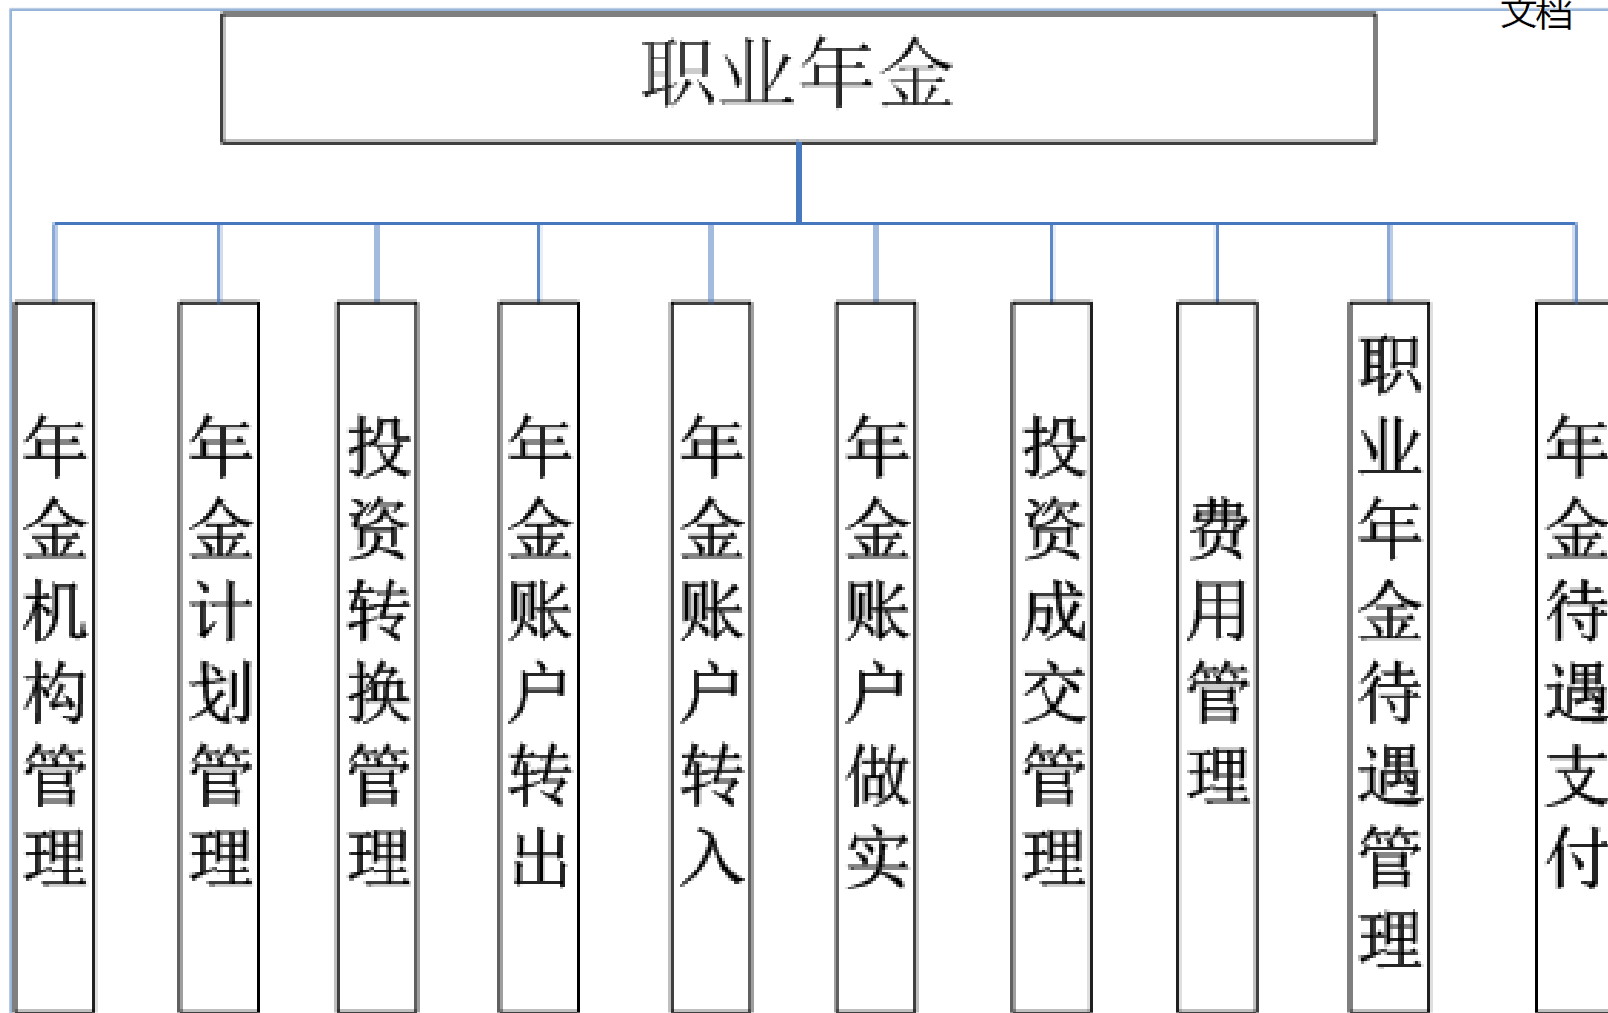 文档
职业年金
年金机构管理
年金计划管理
投资转换管理
年金账户转出
年金账户转入
年金账户做实
投资成交管理
费用管理
职业年金待遇管理
年金待遇支付